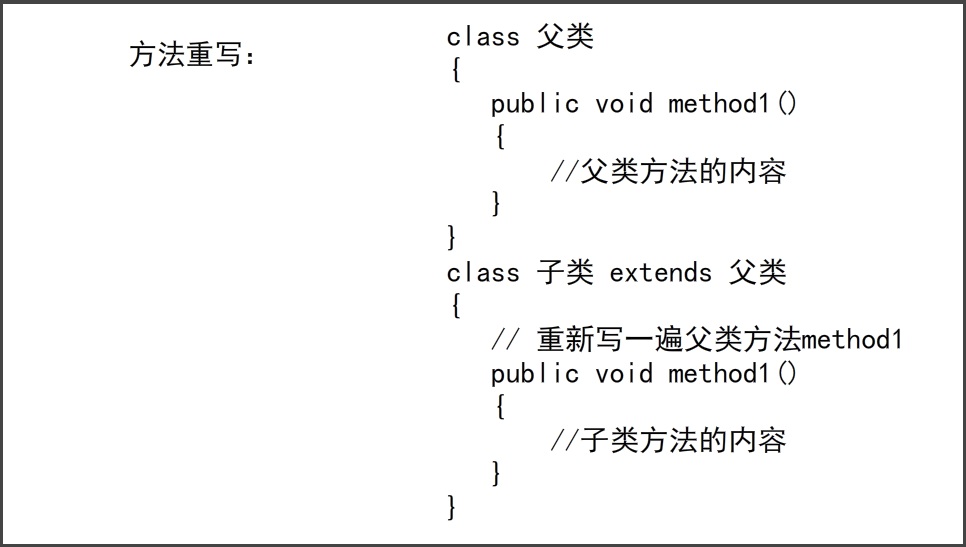 方法重写：
class 父类
{
public void method1()
{
//父类方法的内容
}
}
class 子类 extends 父类
{
// 重新写一遍父类方法method1
public void method1()
{
//子类方法的内容
}
}